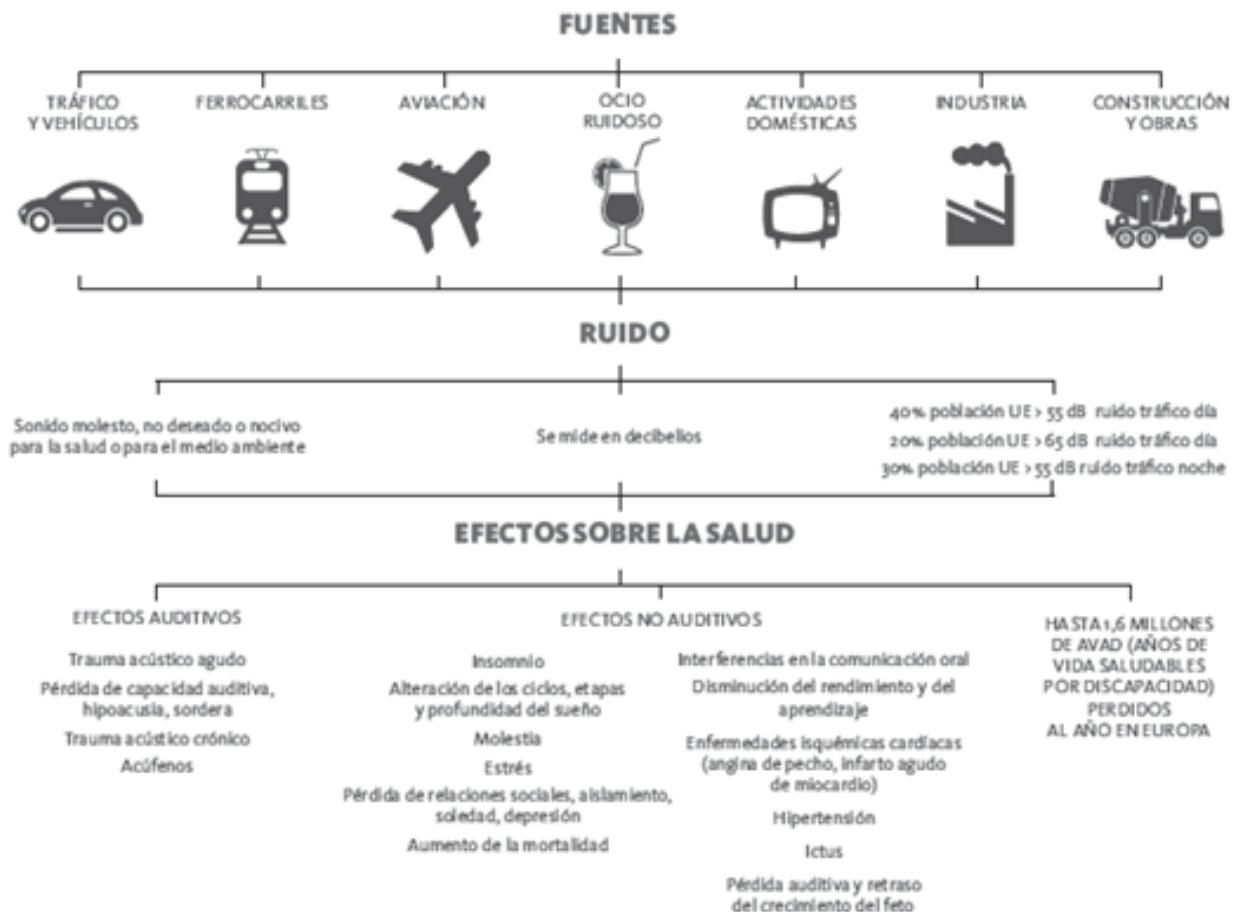 FUENTES
TRÁFICO
Y VEHÍCULOS
FERROCARRILES
AVIACIÓN
OCIO
RUIDOSO
ACTIVIDADES
DOMÉSTICAS
INDUSTRIA
CONSTRUCCIÓN
Y OBRAS
RUIDO
Sonido molesto, no deseado o nocivo
para la salud o para el medio ambiente
Se mide en decibelios
40% población UE > 55 dB ruido tráfico día
20% población UE > 65 dB ruido tráfico día
30% población UE > 55 dB ruido tráfico noche
EFECTOS SOBRE LA SALUD
EFECTOS AUDITIVOS
Trauma acústico agudo
Pérdida de capacidad auditiva,
hipoacusia, sordera
Trauma acústico crónico
Acúfenos
EFECTOS NO AUDITIVOS
Insomnio
Alteración de los ciclos, etapas
y profundidad del sueño
Molestia
Estrés
Pérdida de relaciones sociales, aislamiento,
soledad, depresión
Aumento de la mortalidad
Interferencias en la comunicación oral
Disminución del rendimiento y del
aprendizaje
Enfermedades isquémicas cardíacas
(angina de pecho, infarto agudo
de miocardio)
Hipertensión
Ictus
Pérdida auditiva y retraso
del crecimiento del feto
HASTA 1,6 MILLONES
DE AVAD (AÑOS DE
VIDA SALUDABLES
POR DISCAPACIDAD)
PERDIDOS
AL AÑO EN EUROPA